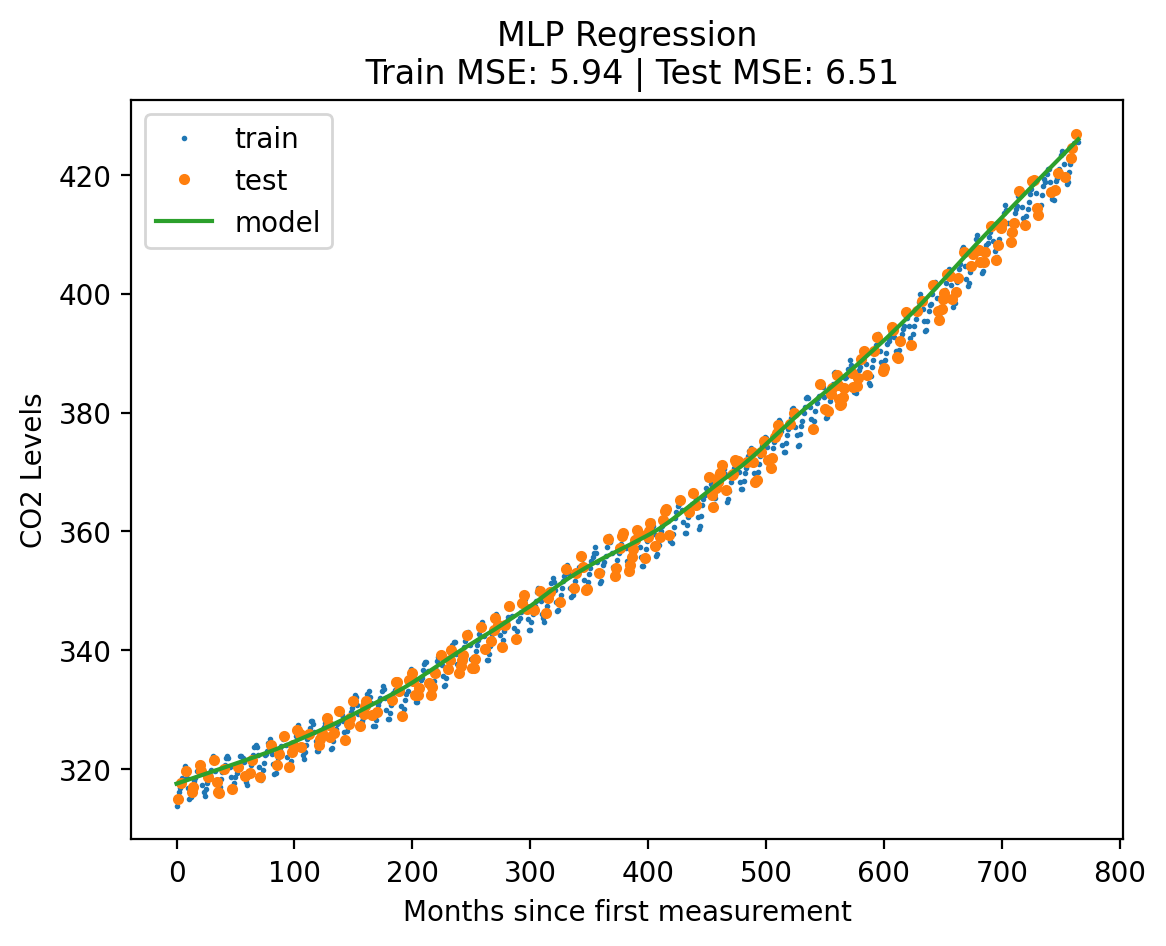 MLP Regression
Train MSE: 5.94 | Test MSE: 6.51
train
test
model
CO2 Levels
420
400
380
360
340
320
0 100 200 300 400 500 600 700 800
Months since first measurement